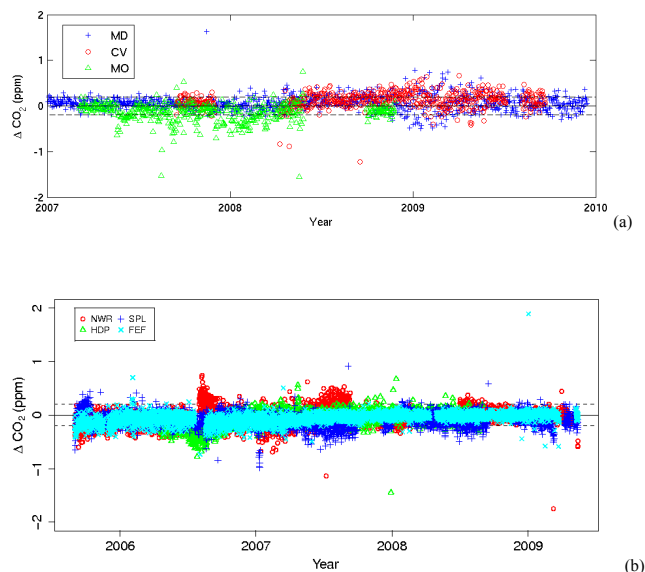 2
+ MD
○ CV
△ MO
1
0
-1
2
Δ CO2 (ppm)
2007 2008 2009 2010
Year
(a)
2
○ NWR + SPL
△ HDP × FEF
1
0
-1
-2
Δ CO2 (ppm)
2006 2007 2008 2009
Year
(b)